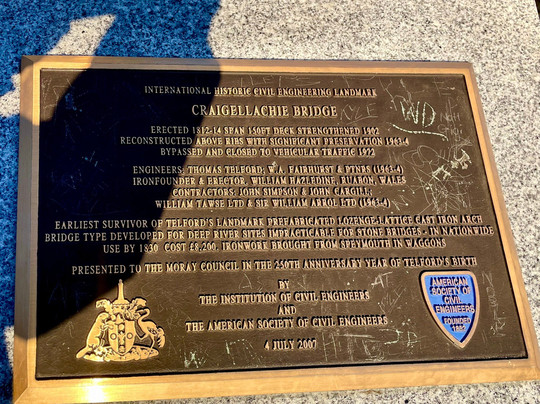 INTERNATIONAL HISTORIC CIVIL ENGINEERING LANDMARK
CRAIGELLACHIE BRIDGE
ERECTED 1812-14 SPAN 150FT DECK STRENGTHENED 1902
RECONSTRUCTED ABOVE RIBS WITH SIGNIFICANT PRESERVATION 1963-4
BYPASSED AND CLOSED TO VEHICULAR TRAFFIC 1972
ENGINEERS: THOMAS TELFORD; W.A. FAIRHURST & PTNRS (1963-4)
IRONFOUNDER & ERECTOR, WILLIAM HAZLEDINE, RUABON, WALES
CONTRACTORS: JOHN SIMPSON & JOHN CARGILL;
WILLIAM TAWSE LTD & SIR WILLIAM ARROL LTD (1963-4)
EARLIEST SURVIVOR OF TELFORD'S LANDMARK PREFABRICATED LOZENGE-LATTICE CAST IRON ARCH
BRIDGE TYPE DEVELOPED FOR DEEP RIVER SITES IMPRACTICABLE FOR STONE BRIDGES - IN NATIONWIDE
USE BY 1830. COST £8,200. IRONWORK BROUGHT FROM SPEYMOUTH IN WAGGONS
PRESENTED TO THE MORAY COUNCIL IN THE 250TH ANNIVERSARY YEAR OF TELFORD'S BIRTH
BY
THE INSTITUTION OF CIVIL ENGINEERS
AND
THE AMERICAN SOCIETY OF CIVIL ENGINEERS
4 JULY 2007
AMERICAN
SOCIETY OF
CIVIL
ENGINEERS
FOUNDED
1852